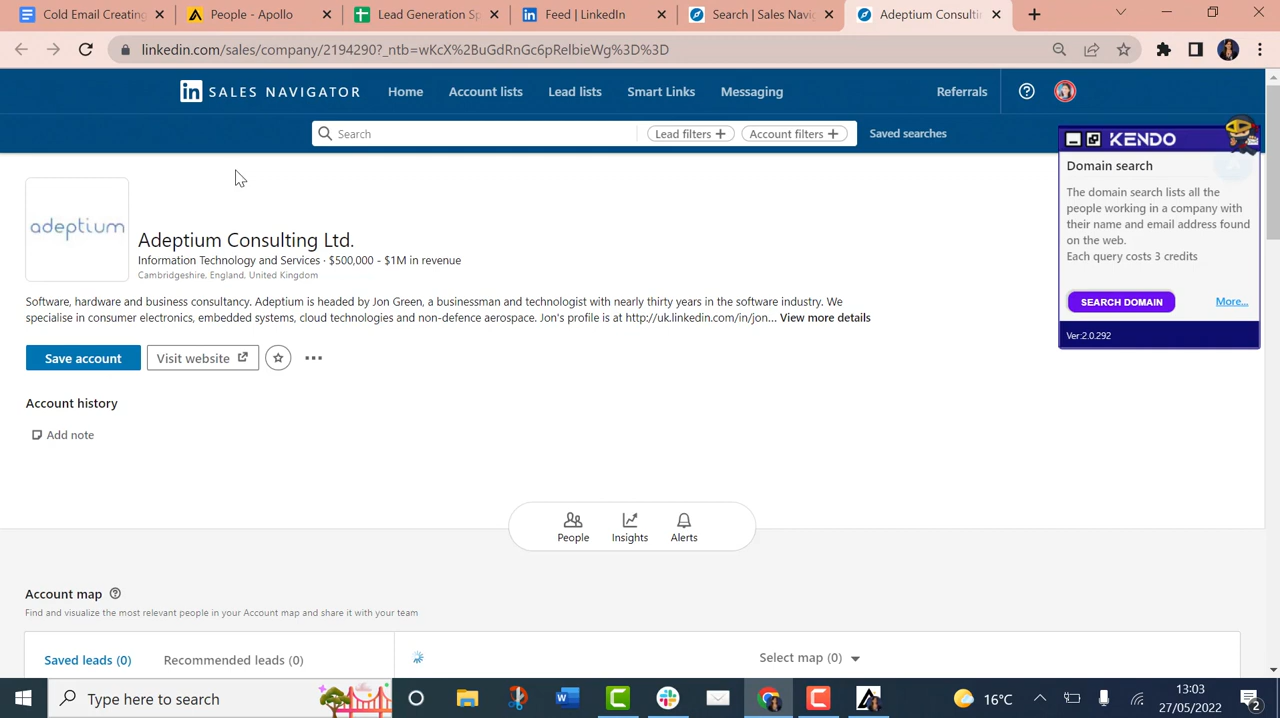 Cold Email Creating
People - Apollo
Lead Generation Sp
Feed | LinkedIn
Search | Sales Navig
Adeptium Consulti
linkedin.com/sales/company/2194290?_ntb=wKcX%2BuGdRnGc6pRelbieWg%3D%3D
in SALES NAVIGATOR
Home
Account lists
Lead lists
Smart Links
Messaging
Referrals
Search
Lead filters +
Account filters +
Saved searches
KENDO
Domain search
The domain search lists all the
people working in a company with
their name and email address found
on the web.
Each query costs 3 credits
SEARCH DOMAIN
More...
Ver:2.0.292
adeptium
Adeptium Consulting Ltd.
Information Technology and Services · $500,000 - $1M in revenue
Cambridgeshire, England, United Kingdom
Software, hardware and business consultancy. Adeptium is headed by Jon Green, a businessman and technologist with nearly thirty years in the software industry. We
specialise in consumer electronics, embedded systems, cloud technologies and non-defence aerospace. Jon's profile is at http://uk.linkedin.com/in/jon... View more details
Save account
Visit website
Account history
Add note
People
Insights
Alerts
Account map
Find and visualize the most relevant people in your Account map and share it with your team
Saved leads (0)
Recommended leads (0)
Select map (0)
Type here to search
16°C
13:03
27/05/2022
2